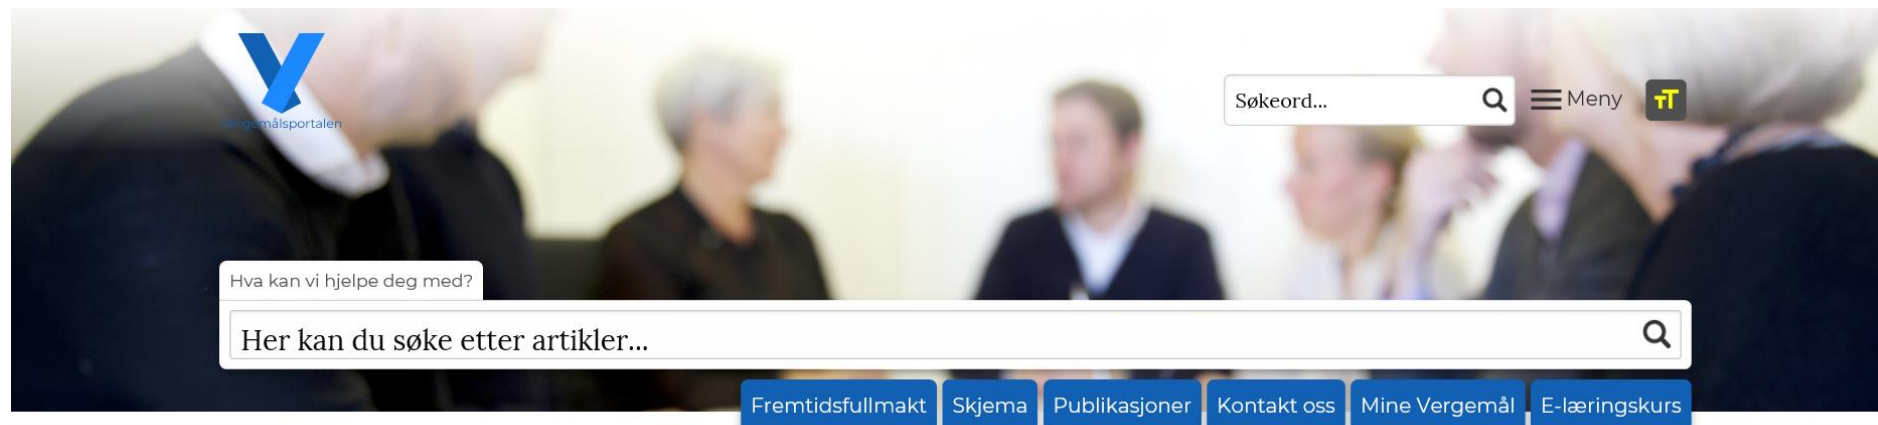 Vergemålsportalen
Søkeord...
Meny
TT
Hva kan vi hjelpe deg med?
Her kan du søke etter artikler...
Fremtidsfullmakt
Skjema
Publikasjoner
Kontakt oss
Mine Vergemål
E-læringskurs